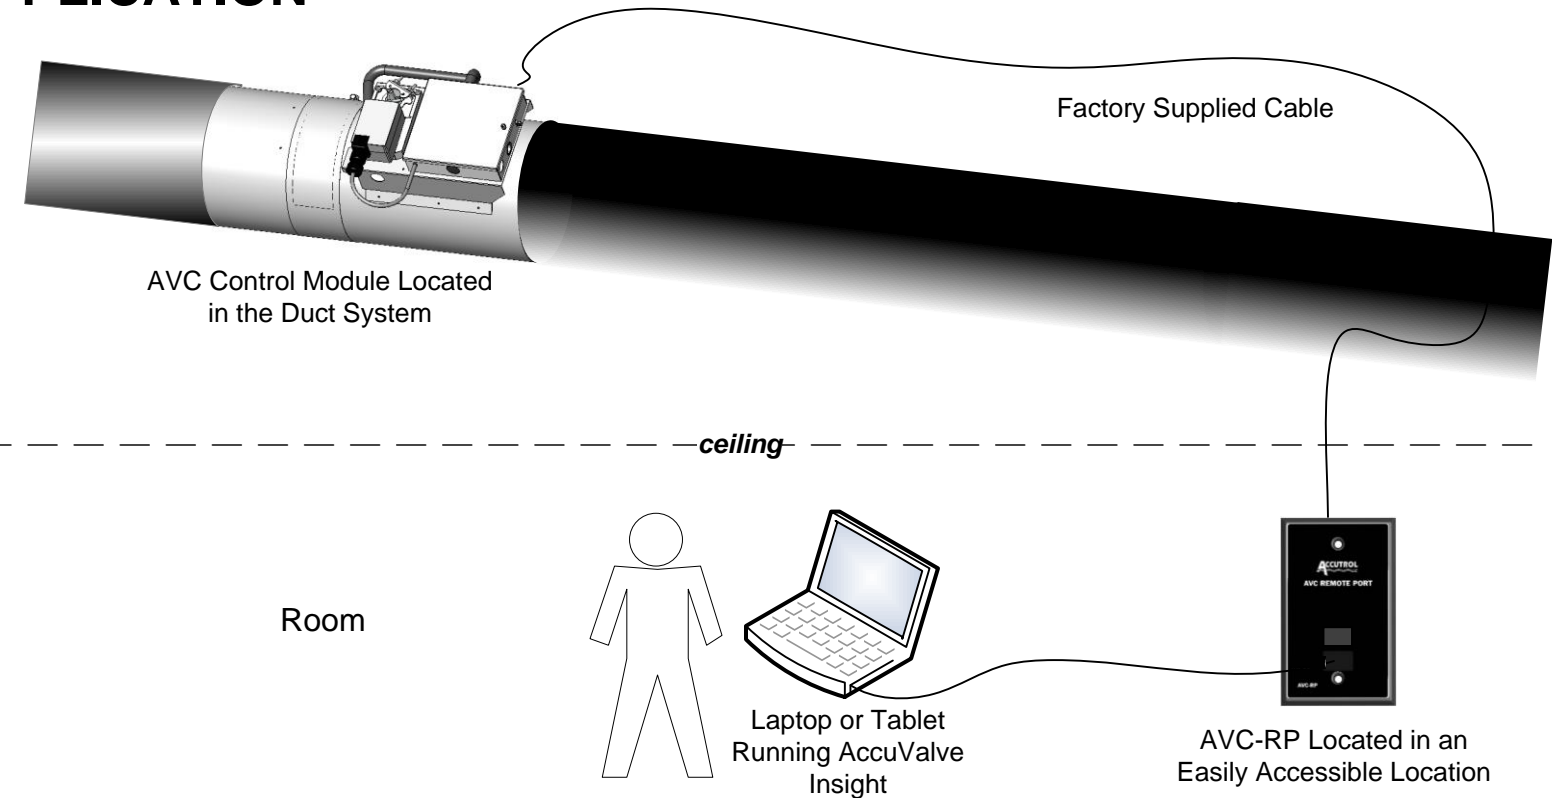 PLICATION
Factory Supplied Cable
AVC Control Module Located
in the Duct System
ceiling
ACCUTROL
AVC REMOTE PORT
Room
AVC-RP
Laptop or Tablet
Running AccuValve
Insight
AVC-RP Located in an
Easily Accessible Location